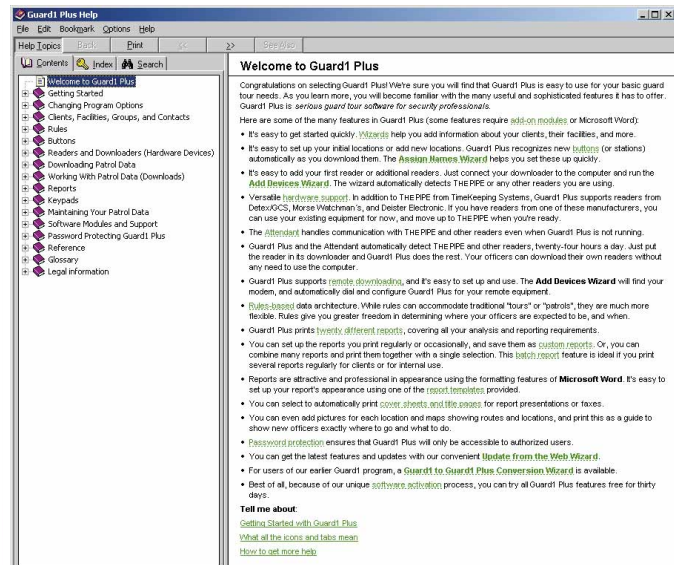 Guard1 Plus Help
File Edit Bookmark Options Help
Help Topics Back Print << >> See Also
Contents Index Search
Welcome to Guard1 Plus
Getting Started
Changing Program Options
Clients, Facilities, Groups, and Contacts
Rules
Buttons
Readers and Downloaders (Hardware Devices)
Downloading Patrol Data
Working With Patrol Data (Downloads)
Reports
Keypads
Maintaining Your Patrol Data
Software Modules and Support
Password Protecting Guard1 Plus
Reference
Glossary
Legal information
Welcome to Guard1 Plus
Congratulations on selecting Guard1 Plus! We're sure you will find that Guard1 Plus is easy to use for your basic guard
tour needs. As you learn more, you will become familiar with the many useful and sophisticated features it has to offer.
Guard1 Plus is serious guard tour software for security professionals.
Here are some of the many features in Guard1 Plus (some features require add-on modules or Microsoft Word):
• It's easy to get started quickly. Wizards help you add information about your clients, their facilities, and more.
• It's easy to set up your initial locations or add new locations. Guard1 Plus recognizes new buttons (or stations)
automatically as you download them. The Assign Names Wizard helps you set these up quickly.
• It's easy to add your first reader or additional readers. Just connect your downloader to the computer and run the
Add Devices Wizard. The wizard automatically detects THE PIPE or any other readers you are using.
• Versatile hardware support. In addition to THE PIPE from TimeKeeping Systems, Guard1 Plus supports readers from
Detex/GCS, Morse Watchman's, and Deister Electronic. If you have readers from one of these manufacturers, you
can use your existing equipment for now, and move up to THE PIPE when you're ready.
• The Attendant handles communication with THE PIPE and other readers even when Guard1 Plus is not running.
• Guard1 Plus and the Attendant automatically detect THE PIPE and other readers, twenty-four hours a day. Just put
the reader in its downloader and Guard1 Plus does the rest. Your officers can download their own readers without
any need to use the computer.
• Guard1 Plus supports remote downloading, and it's easy to set up and use. The Add Devices Wizard will find your
modem, and automatically dial and configure Guard1 Plus for your remote equipment.
• Rules-based data architecture. While rules can accommodate traditional "tours" or "patrols", they are much more
flexible. Rules give you greater freedom in determining where your officers are expected to be, and when.
• Guard1 Plus prints twenty different reports, covering all your analysis and reporting requirements.
• You can set up the reports you print regularly or occasionally, and save them as custom reports. Or, you can
combine many reports and print them together with a single selection. This batch report feature is ideal if you print
several reports regularly for clients or for internal use.
• Reports are attractive and professional in appearance using the formatting features of Microsoft Word. It's easy to
set up your report's appearance using one of the report templates provided.
• You can select to automatically print cover sheets and title pages for report presentations or faxes.
• You can even add pictures for each location and maps showing routes and locations, and print this as a guide to
show new officers exactly where to go and what to do.
• Password protection ensures that Guard1 Plus will only be accessible to authorized users.
• You can get the latest features and updates with our convenient Update from the Web Wizard.
• For users of our earlier Guard1 program, a Guard1 to Guard1 Plus Conversion Wizard is available.
• Best of all, because of our unique software activation process, you can try all Guard1 Plus features free for thirty
days.
Tell me about:
Getting Started with Guard1 Plus
What all the icons and tabs mean
How to get more help